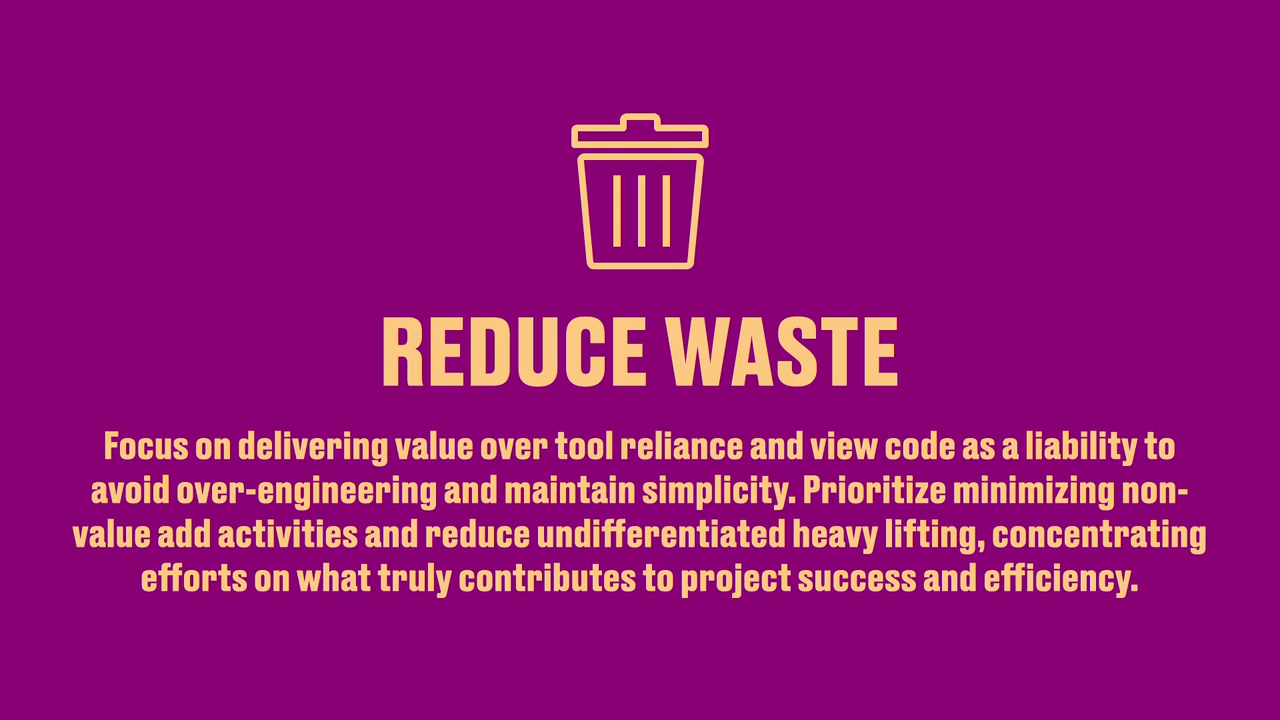 REDUCE WASTE
Focus on delivering value over tool reliance and view code as a liability to
avoid over-engineering and maintain simplicity. Prioritize minimizing non-
value add activities and reduce undifferentiated heavy lifting, concentrating
efforts on what truly contributes to project success and efficiency.